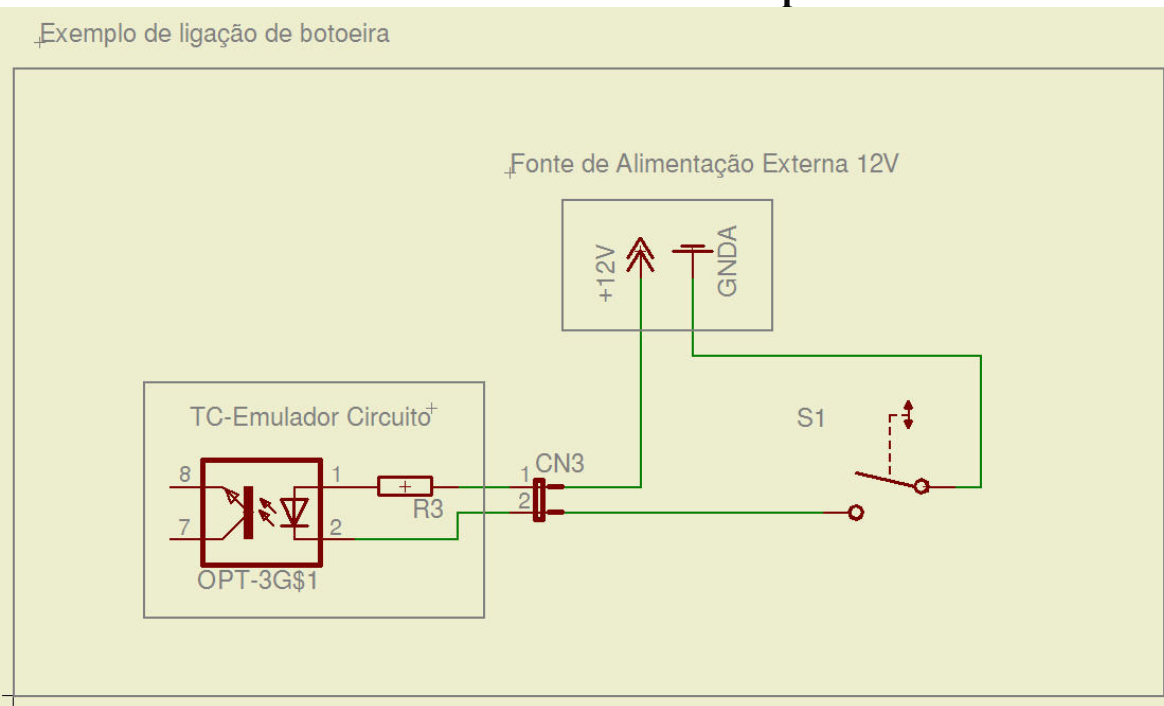 Exemplo de ligação de botoeira
Fonte de Alimentação Externa 12V
+12V
GNDA
TC-Emulador Circuito
S1
8
1
1
CN3
R3
2
7
2
OPT-3G$1